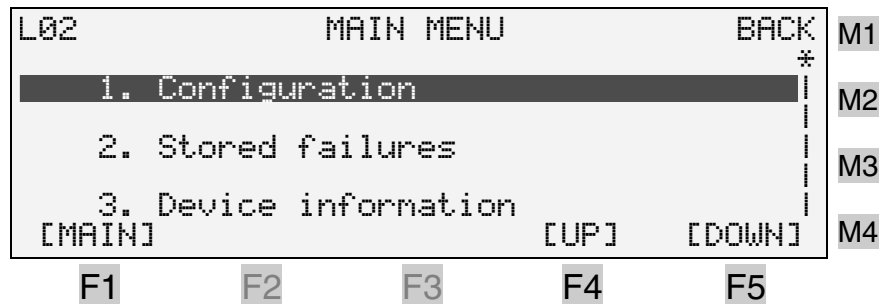 L02 MAIN MENU BACK M1
*
1. Configuration
M2
2. Stored failures
M3
3. Device information
[MAIN] [UP] [DOWN] M4
F1 F2 F3 F4 F5